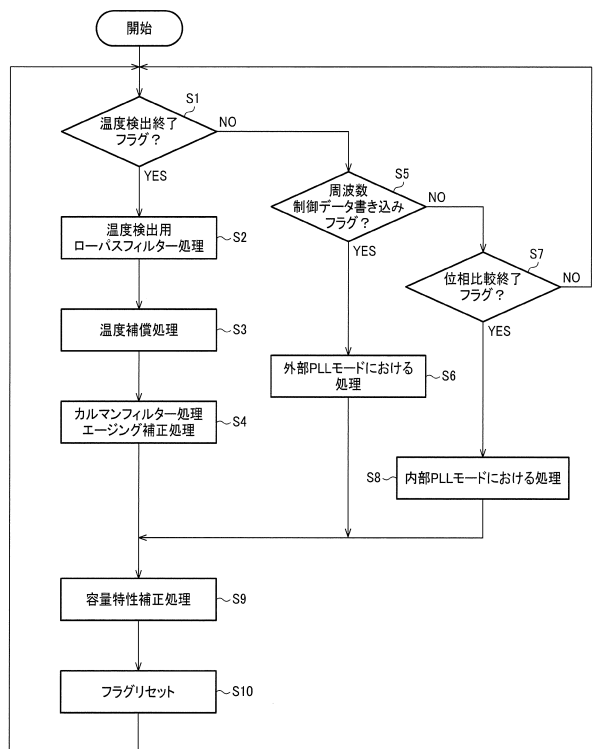 開始
S1
温度検出終了
フラグ？
NO
YES
S5
周波数
制御データ書き込み
フラグ？
NO
YES
S7
位相比較終了
フラグ？
NO
YES
温度検出用
ローパスフィルター処理
S2
温度補償処理
S3
外部PLLモードにおける
処理
S6
カルマンフィルター処理
エージング補正処理
S4
S8
内部PLLモードにおける処理
容量特性補正処理
S9
フラグリセット
S10